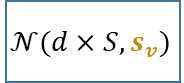 𝒩(d × S, s_v)